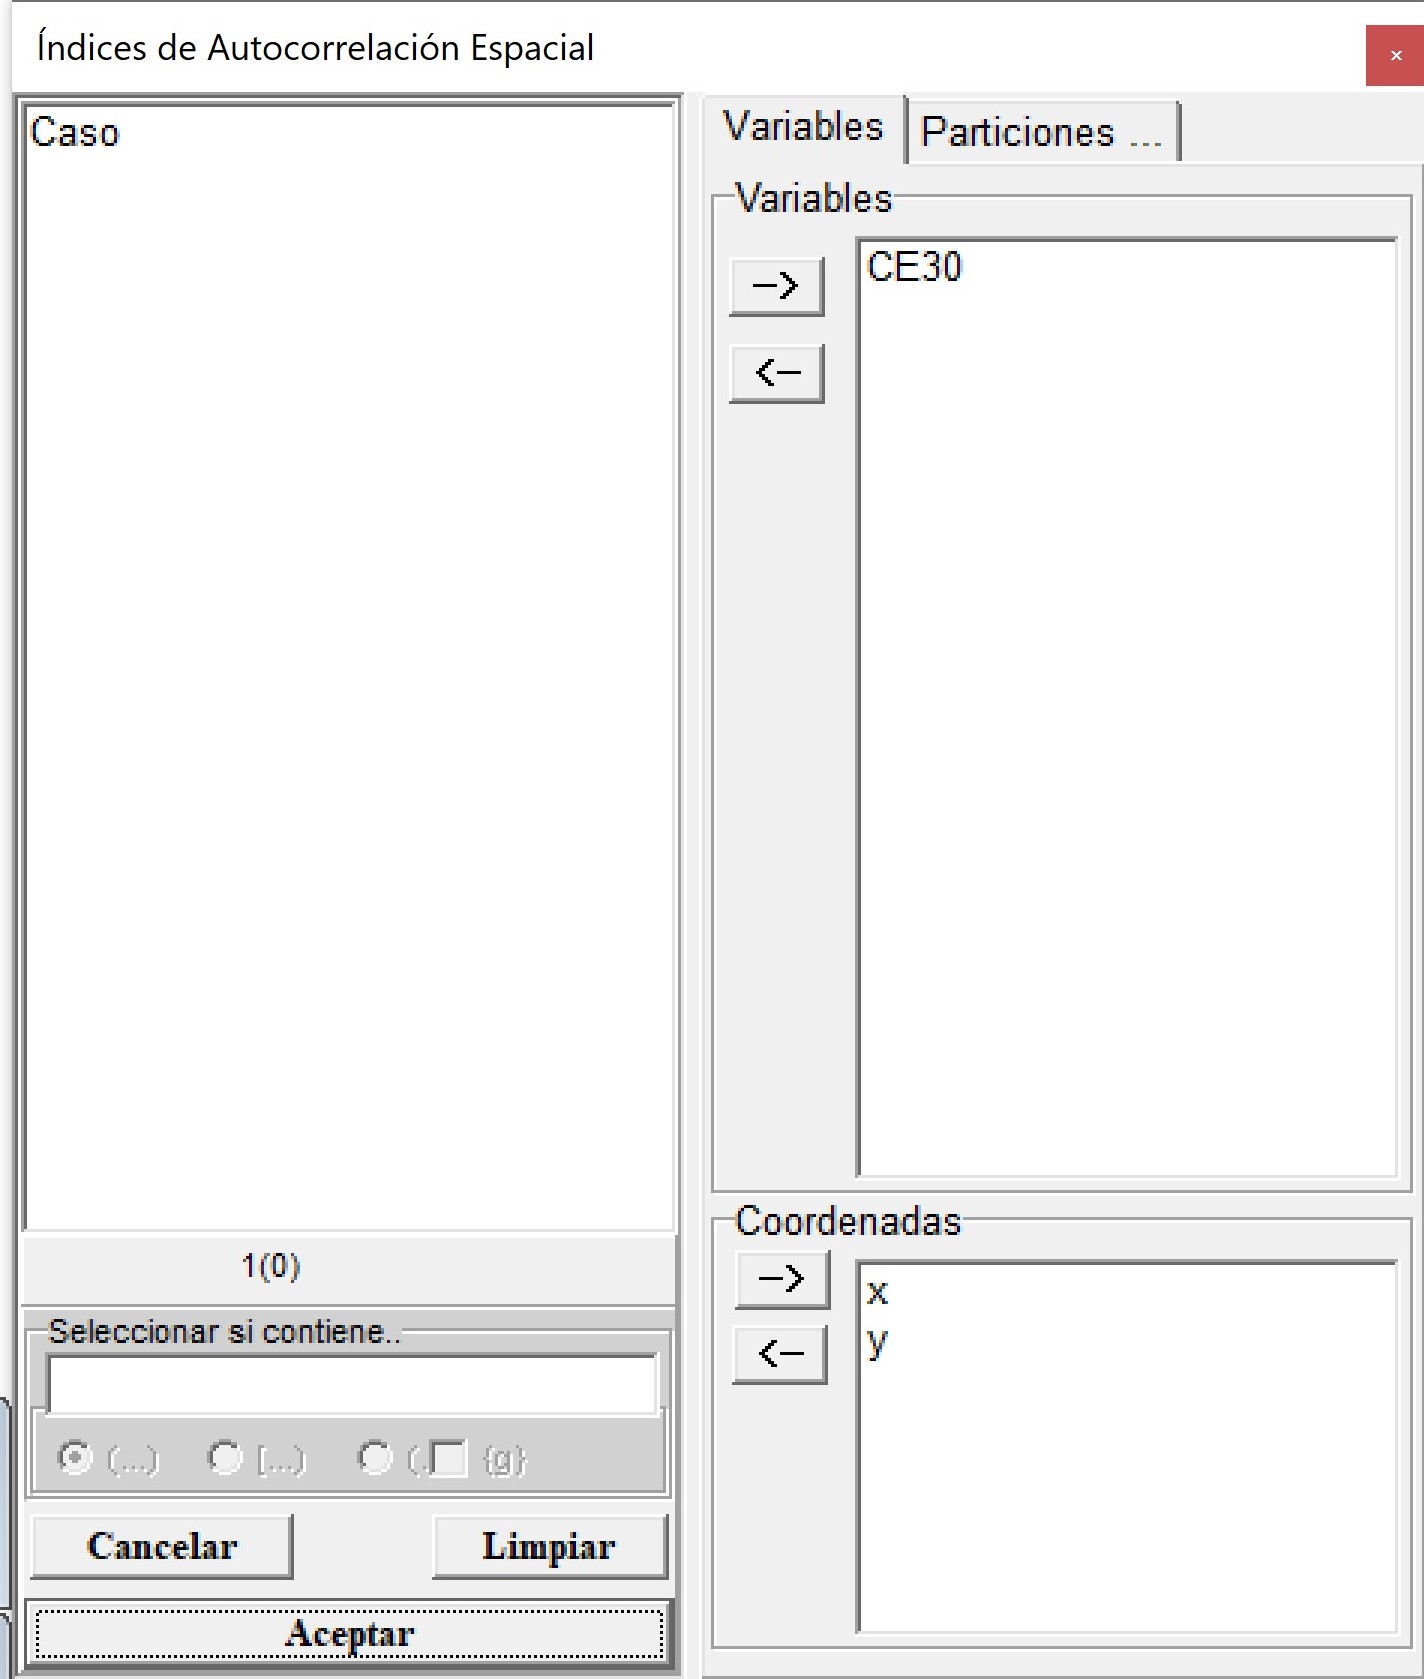 Índices de Autocorrelación Espacial
×
Caso
Variables
Particiones ...
Variables
-->
CE30
<--
Coordenadas
-->
x
<--
y
1(0)
Seleccionar si contiene..
(...)
[...)
(.
{g}
Cancelar
Limpiar
Aceptar